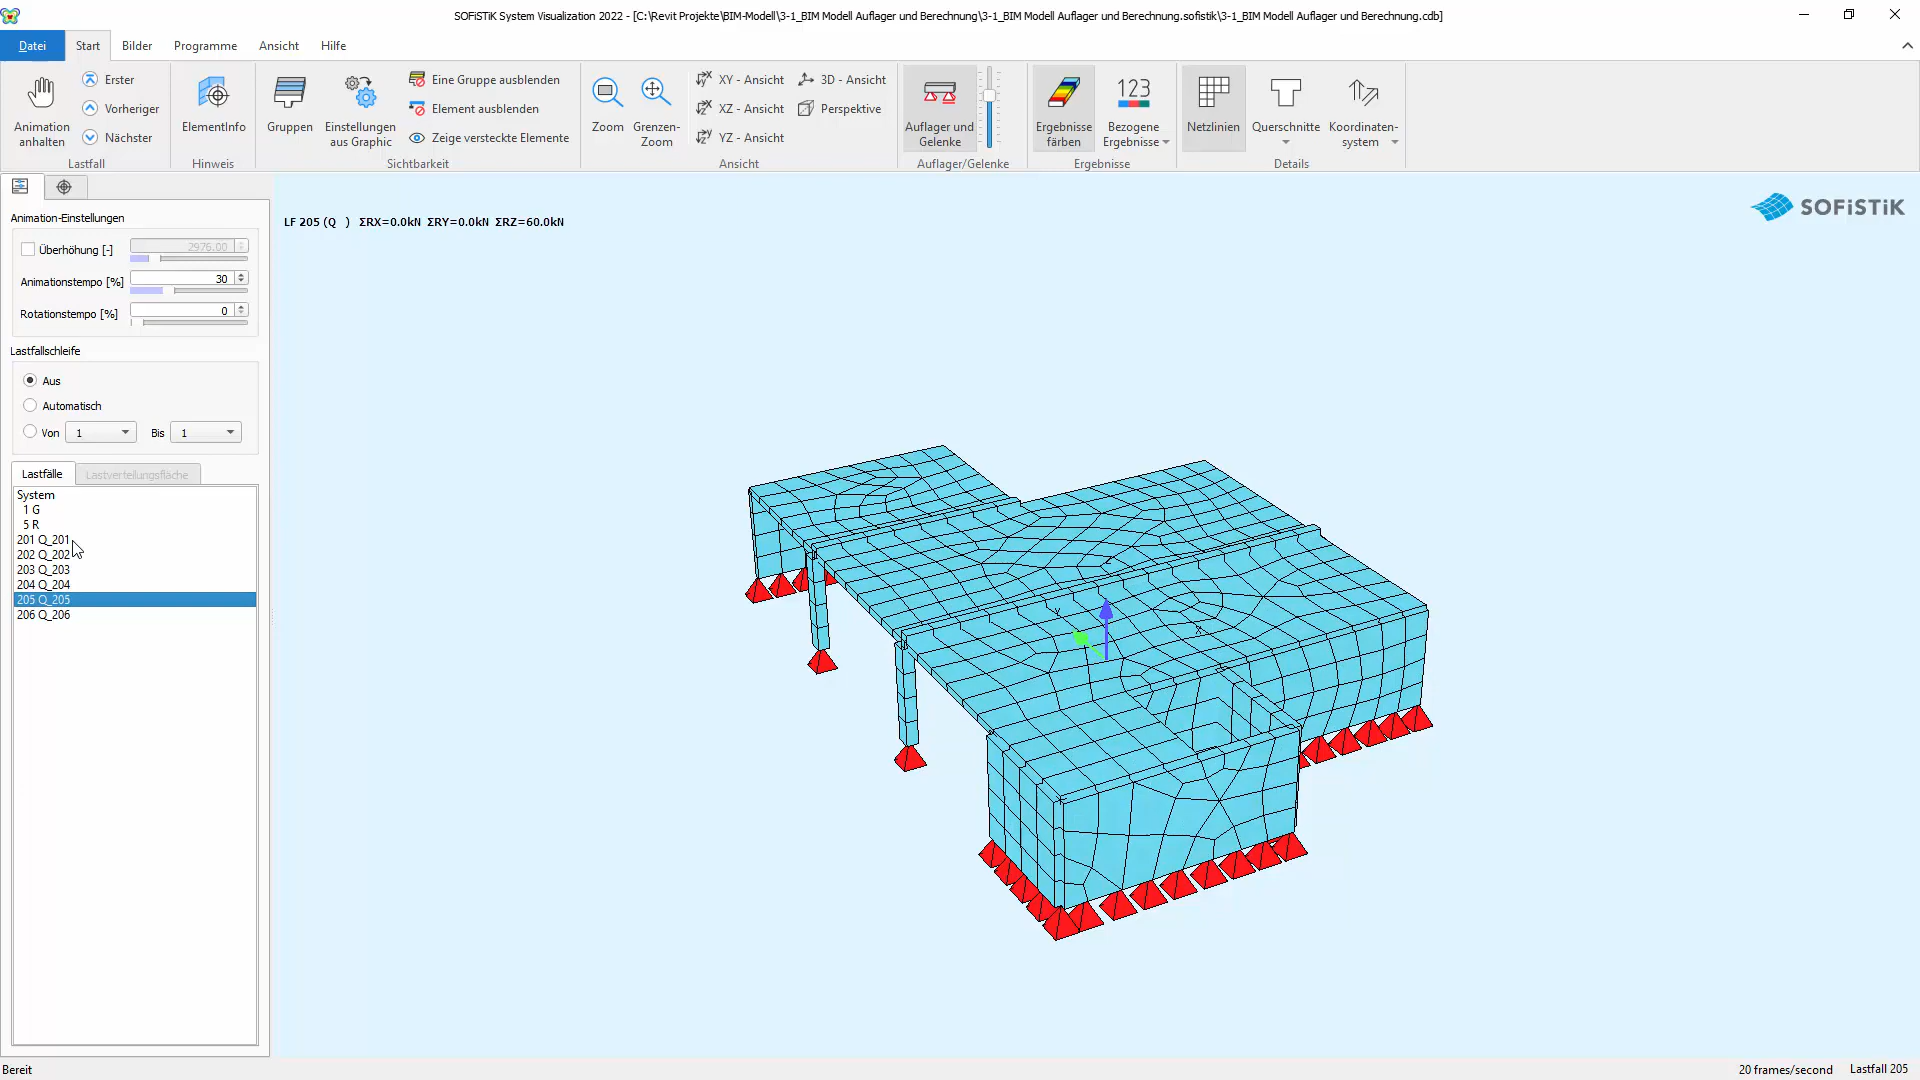 SOFiSTiK System Visualization 2022 - [C:\Revit Projekte\BIM-Modell\3-1_BIM Modell Auflager und Berechnung\3-1_BIM Modell Auflager und Berechnung.sofistik\3-1_BIM Modell Auflager und Berechnung.cdb]
Datei Start Bilder Programme Ansicht Hilfe
Animation anhalten
Erster
Vorheriger
Nächster
Lastfall
ElementInfo
Hinweis
Gruppen
Einstellungen aus Graphic
Eine Gruppe ausblenden
Element ausblenden
Zeige versteckte Elemente
Sichtbarkeit
Zoom
Grenzen-Zoom
XY - Ansicht
XZ - Ansicht
YZ - Ansicht
3D - Ansicht
Perspektive
Ansicht
Auflager und Gelenke
Auflager/Gelenke
Ergebnisse färben
123
Bezogene Ergebnisse
Ergebnisse
Netzlinien
Querschnitte
Koordinaten-system
Details
Animation-Einstellungen
Überhöhung [-] 2976.00
Animationstempo [%] 30
Rotationstempo [%] 0
Lastfallschleife
Aus
Automatisch
Von 1 Bis 1
Lastfälle Lastverteilungsfläche
System
1 G
5 R
201 Q_201
202 Q_202
203 Q_203
204 Q_204
205 Q_205
206 Q_206
LF 205 (Q ) ΣRX=0.0kN ΣRY=0.0kN ΣRZ=60.0kN
SOFiSTiK
Y
X
Z
Bereit
20 frames/second Lastfall 205